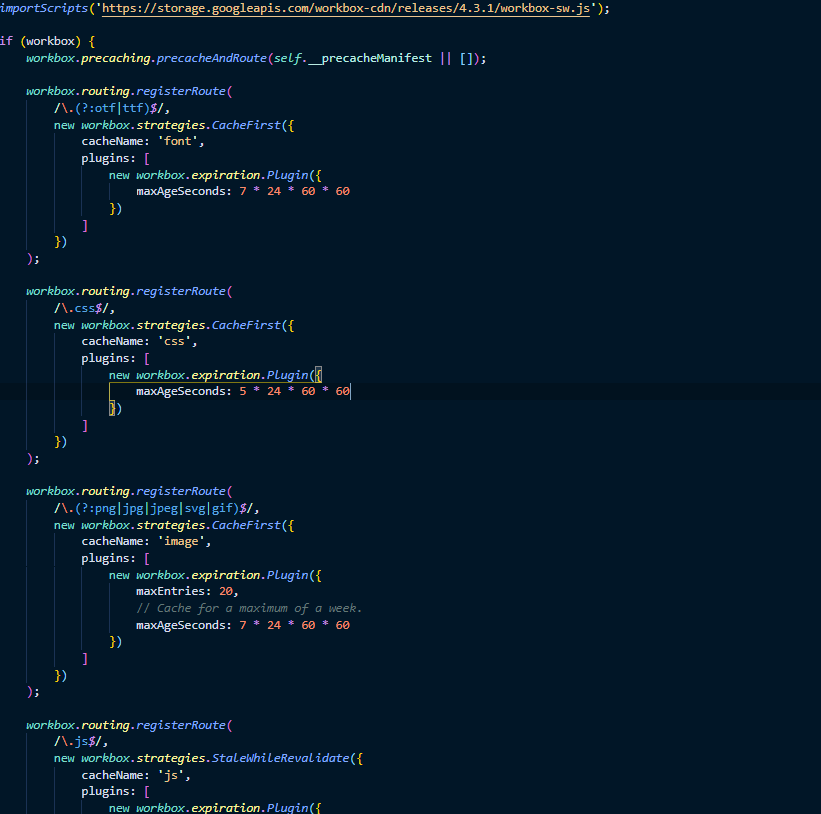 importScripts('https://storage.googleapis.com/workbox-cdn/releases/4.3.1/workbox-sw.js');
if (workbox) {
workbox.precaching.precacheAndRoute(self.__precacheManifest || []);
workbox.routing.registerRoute(
/\.(?:otf|ttf)$/,
new workbox.strategies.CacheFirst({
cacheName: 'font',
plugins: [
new workbox.expiration.Plugin({
maxAgeSeconds: 7 * 24 * 60 * 60
})
]
})
);
workbox.routing.registerRoute(
/\.css$/,
new workbox.strategies.CacheFirst({
cacheName: 'css',
plugins: [
new workbox.expiration.Plugin({
maxAgeSeconds: 5 * 24 * 60 * 60
})
]
})
);
workbox.routing.registerRoute(
/\.(?:png|jpg|jpeg|svg|gif)$/,
new workbox.strategies.CacheFirst({
cacheName: 'image',
plugins: [
new workbox.expiration.Plugin({
maxEntries: 20,
// Cache for a maximum of a week.
maxAgeSeconds: 7 * 24 * 60 * 60
})
]
})
);
workbox.routing.registerRoute(
/\.js$/,
new workbox.strategies.StaleWhileRevalidate({
cacheName: 'js',
plugins: [
new workbox.expiration.Plugin({